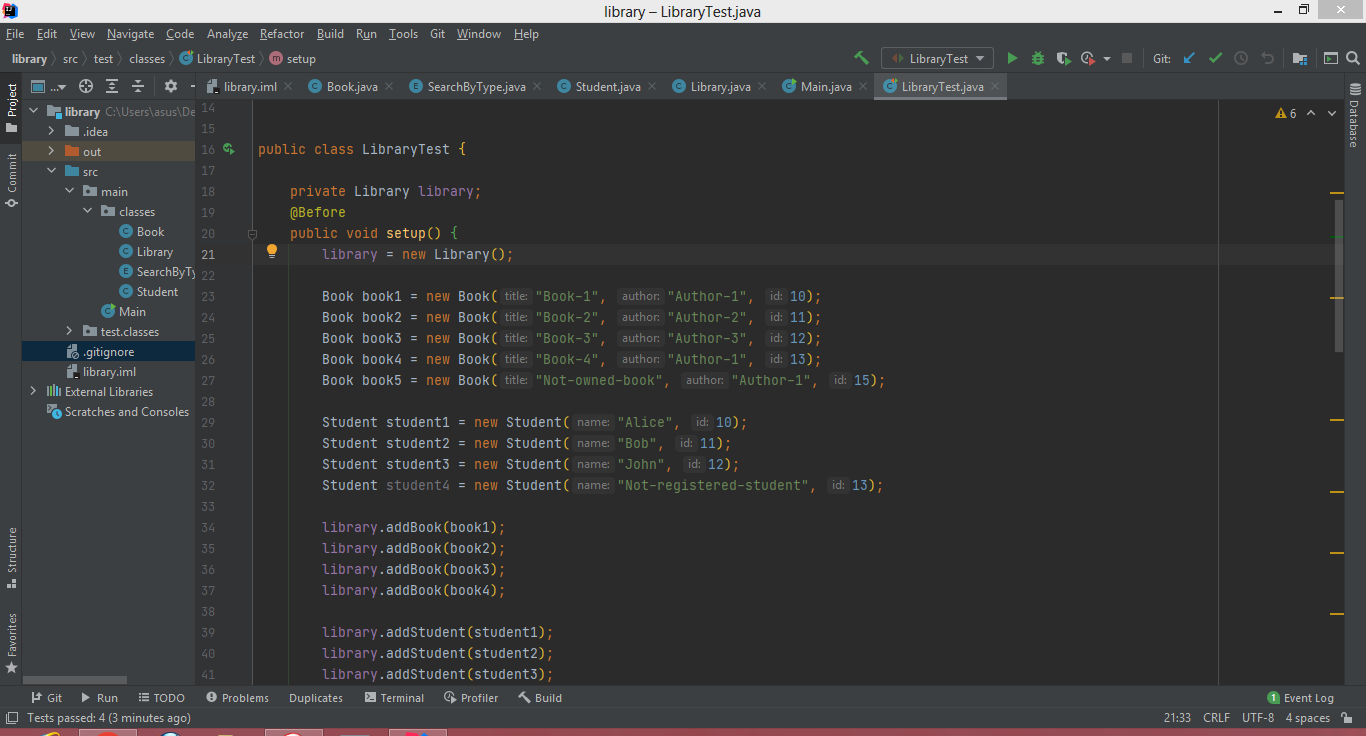 library – LibraryTest.java
File Edit View Navigate Code Analyze Refactor Build Run Tools Git Window Help
library src test classes LibraryTest m setup LibraryTest Git:
Project
Commit
Structure
Favorites
...
library C:\Users\asus\De
.idea
out
src
main
classes
Book
Library
SearchByTy
Student
Main
test.classes
.gitignore
library.iml
External Libraries
Scratches and Consoles
library.iml Book.java SearchByType.java Student.java Library.java Main.java LibraryTest.java
6
Database
14
15
16 public class LibraryTest {
17
18 private Library library;
19 @Before
20 public void setup() {
21 library = new Library();
22
23 Book book1 = new Book( title: "Book-1", author: "Author-1", id: 10);
24 Book book2 = new Book( title: "Book-2", author: "Author-2", id: 11);
25 Book book3 = new Book( title: "Book-3", author: "Author-3", id: 12);
26 Book book4 = new Book( title: "Book-4", author: "Author-1", id: 13);
27 Book book5 = new Book( title: "Not-owned-book", author: "Author-1", id: 15);
28
29 Student student1 = new Student( name: "Alice", id: 10);
30 Student student2 = new Student( name: "Bob", id: 11);
31 Student student3 = new Student( name: "John", id: 12);
32 Student student4 = new Student( name: "Not-registered-student", id: 13);
33
34 library.addBook(book1);
35 library.addBook(book2);
36 library.addBook(book3);
37 library.addBook(book4);
38
39 library.addStudent(student1);
40 library.addStudent(student2);
41 library.addStudent(student3);
Git Run TODO Problems Duplicates Terminal Profiler Build 1 Event Log
Tests passed: 4 (3 minutes ago) 21:33 CRLF UTF-8 4 spaces